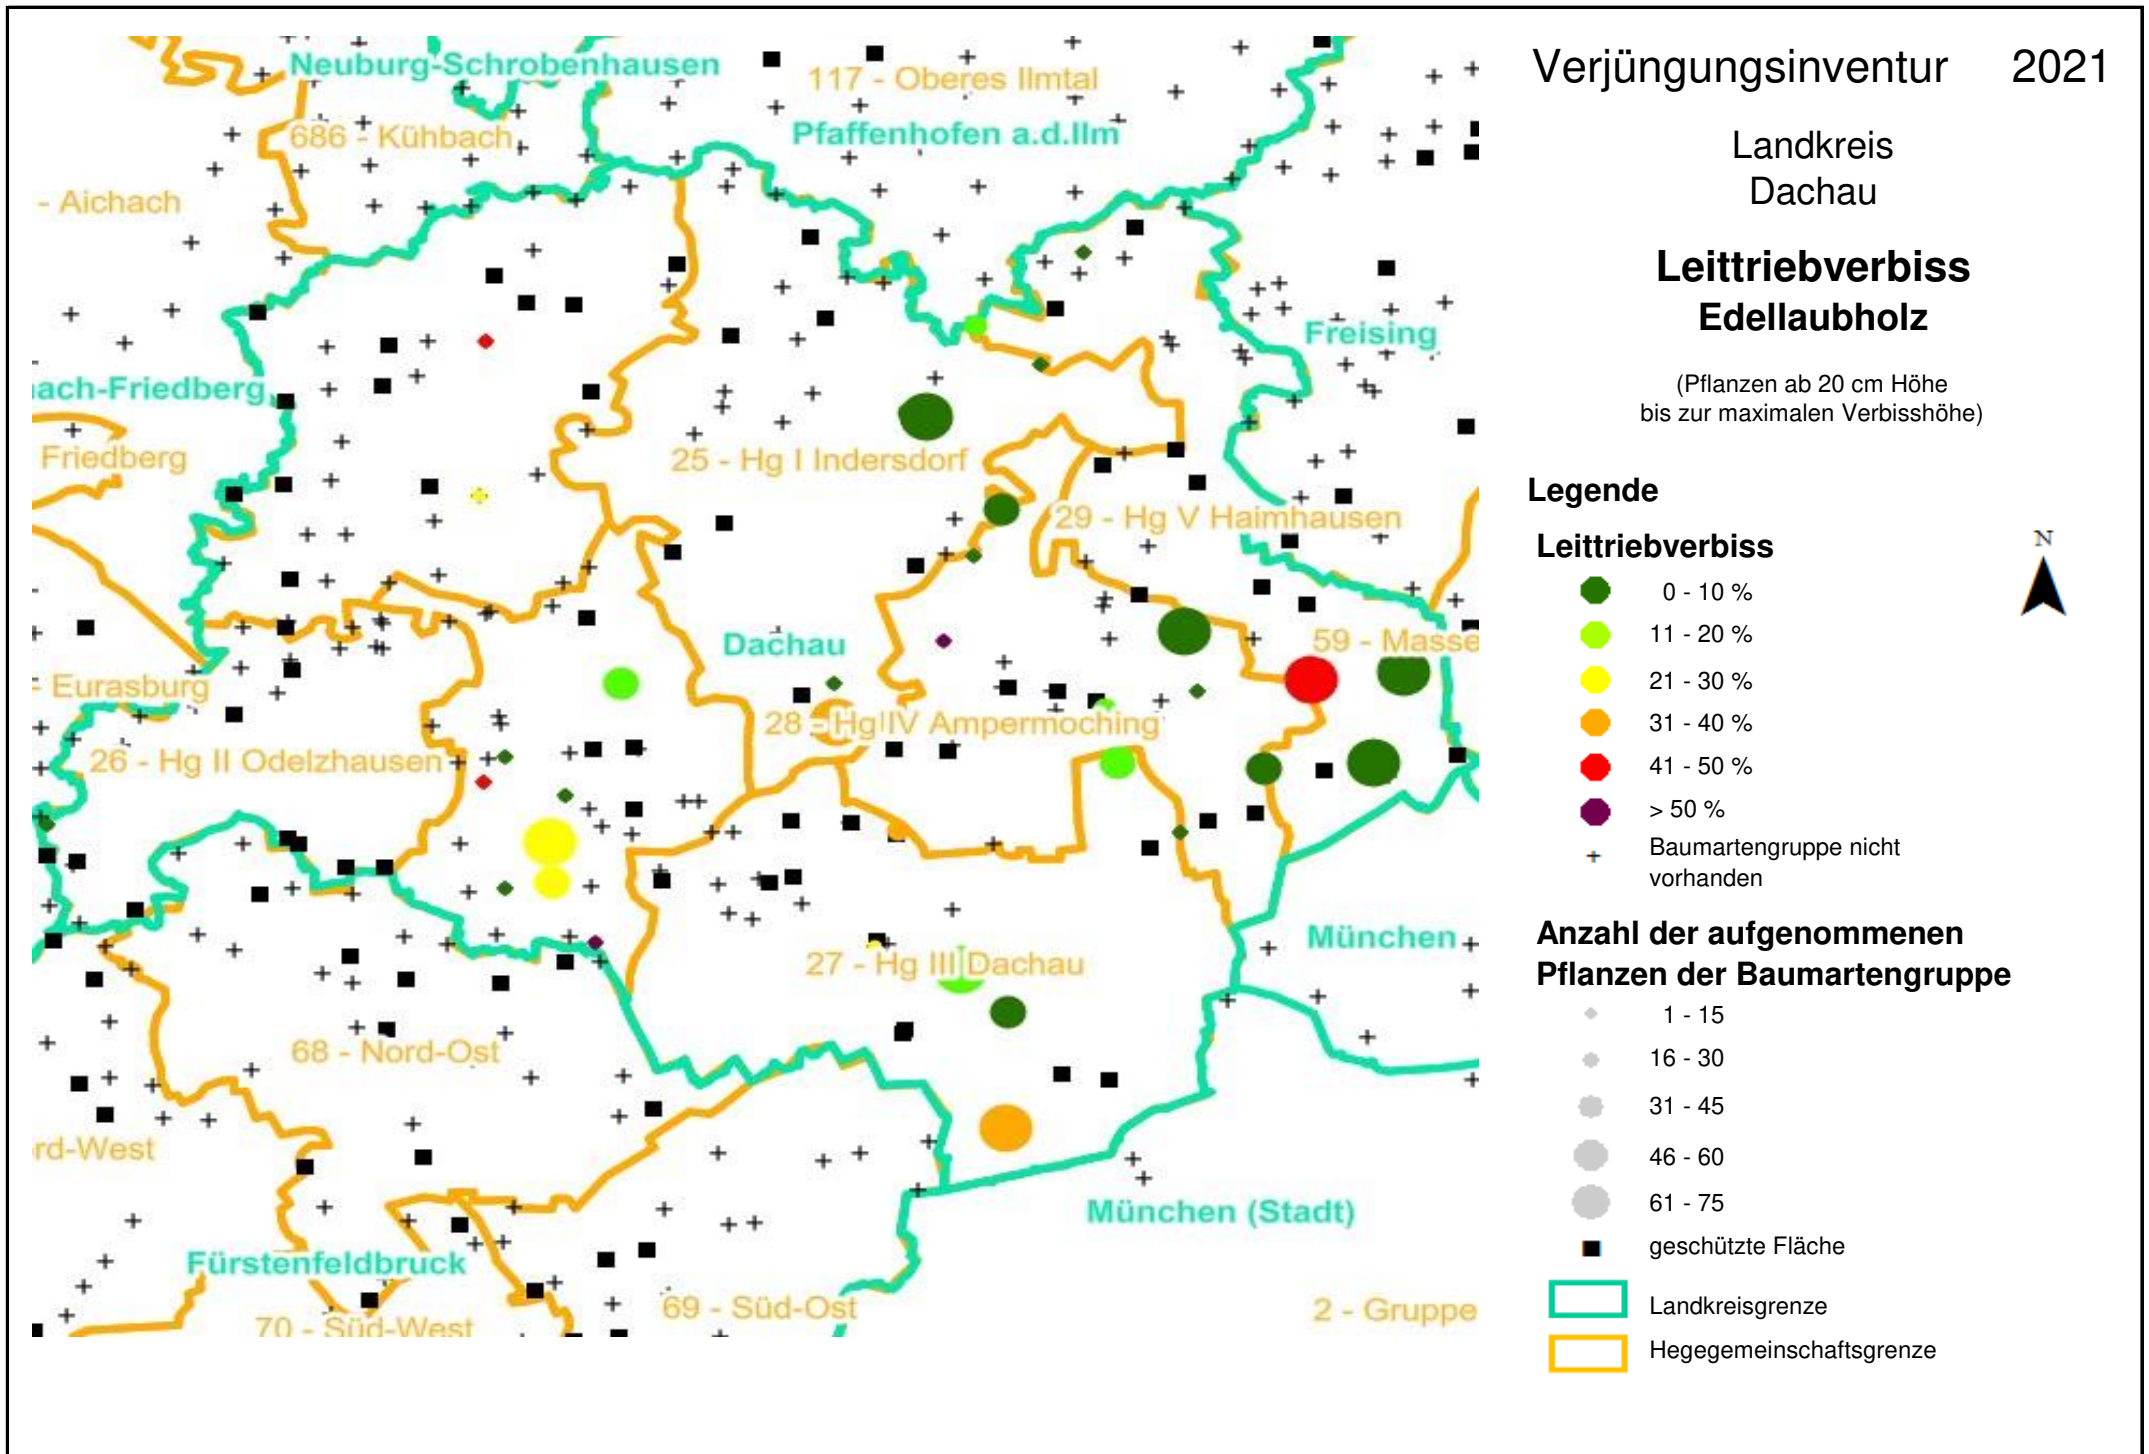 Verjüngungsinventur 2021
Landkreis
Dachau
Leittriebverbiss
Edellaubholz
(Pflanzen ab 20 cm Höhe
bis zur maximalen Verbisshöhe)
Legende
Leittriebverbiss
0 - 10 %
11 - 20 %
21 - 30 %
31 - 40 %
41 - 50 %
> 50 %
Baumartengruppe nicht
vorhanden
Anzahl der aufgenommenen
Pflanzen der Baumartengruppe
1 - 15
16 - 30
31 - 45
46 - 60
61 - 75
geschützte Fläche
Landkreisgrenze
Hegegemeinschaftsgrenze
N
Neuburg-Schrobenhausen
117 - Oberes Ilmtal
686 - Kühbach
Pfaffenhofen a.d.Ilm
- Aichach
Freising
ach-Friedberg
Friedberg
25 - Hg I Indersdorf
29 - Hg V Haimhausen
Dachau
59 - Masse
- Eurasburg
28 - Hg IV Ampermoching
26 - Hg II Odelzhausen
München
27 - Hg III Dachau
68 - Nord-Ost
rd-West
München (Stadt)
Fürstenfeldbruck
69 - Süd-Ost
2 - Gruppe
70 - Süd-West